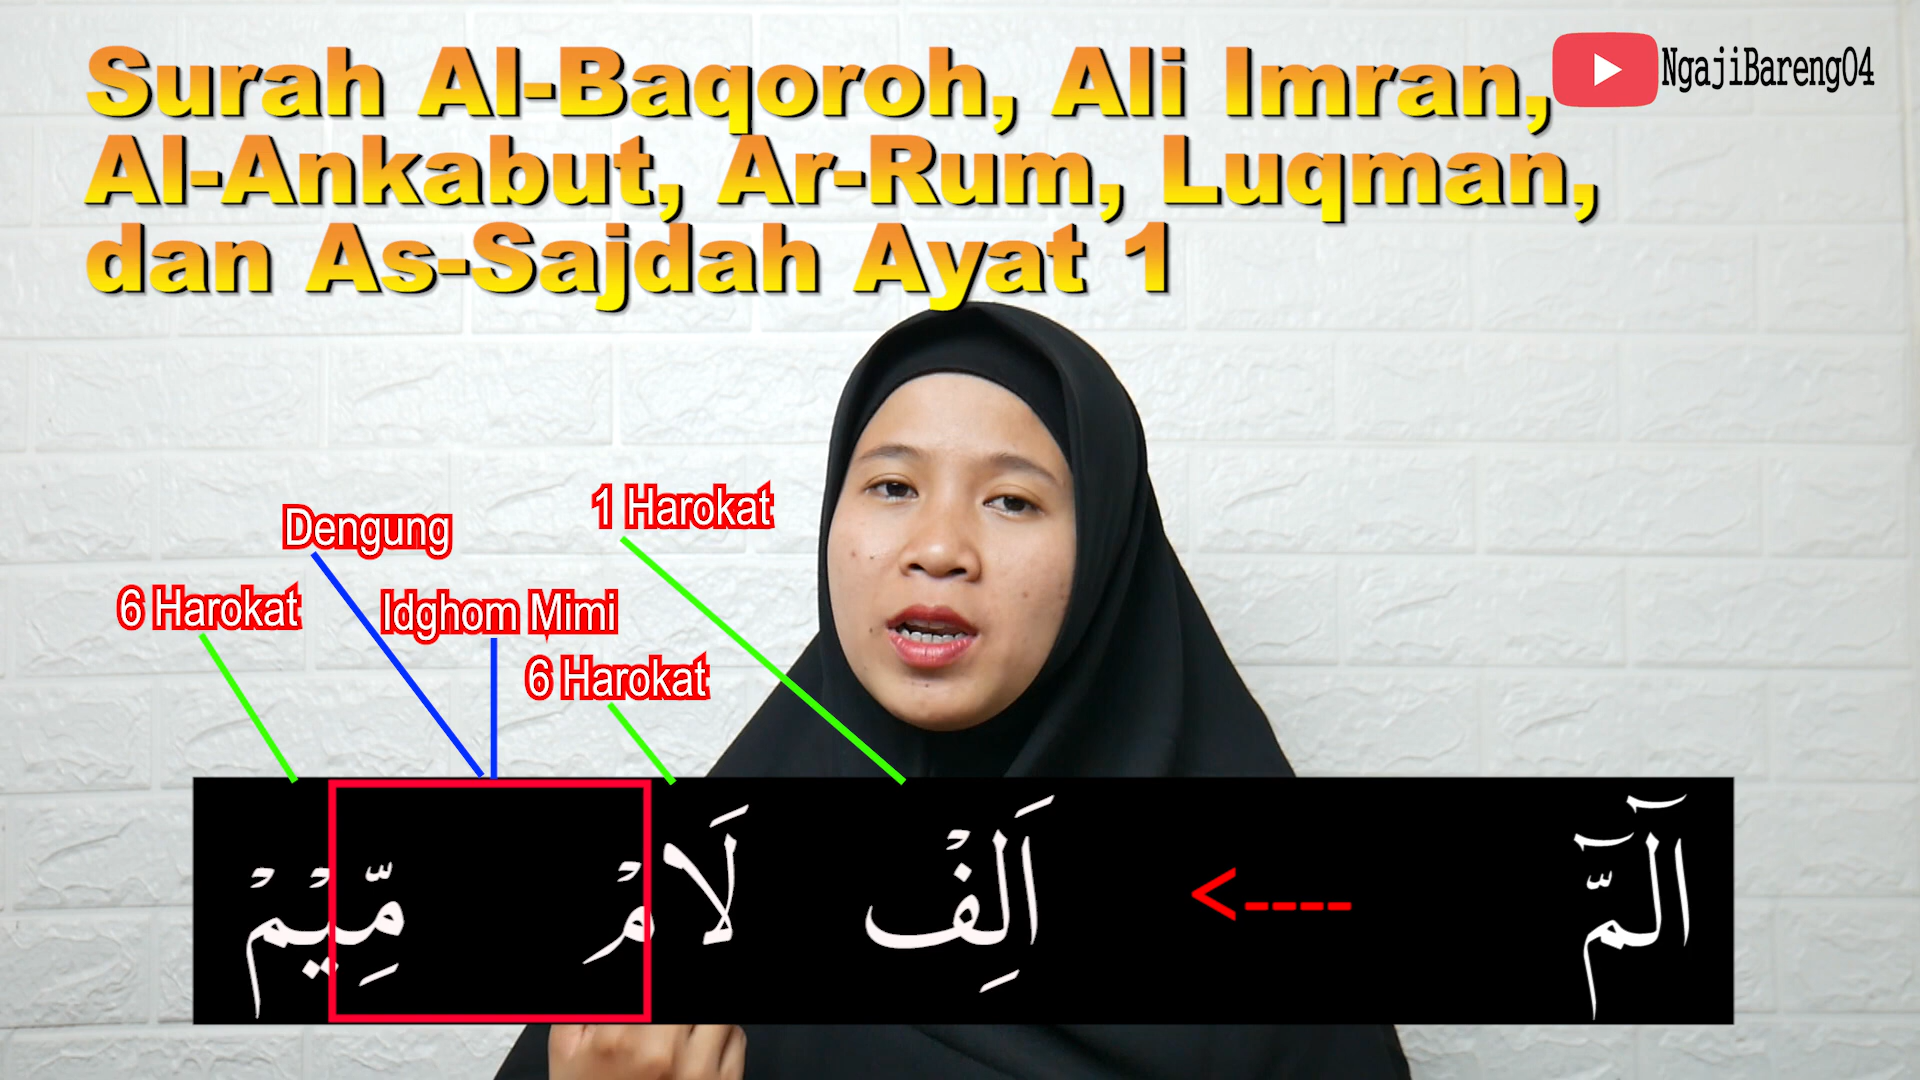 Surah Al-Baqoroh, Ali Imran,
Al-Ankabut, Ar-Rum, Luqman,
dan As-Sajdah Ayat 1
NgajiBareng04
1 Harokat
Dengung
6 Harokat
Idghom Mimi
6 Harokat
الٓمّٓ <---- اَلِفْ لَامْ مِّيْمْ